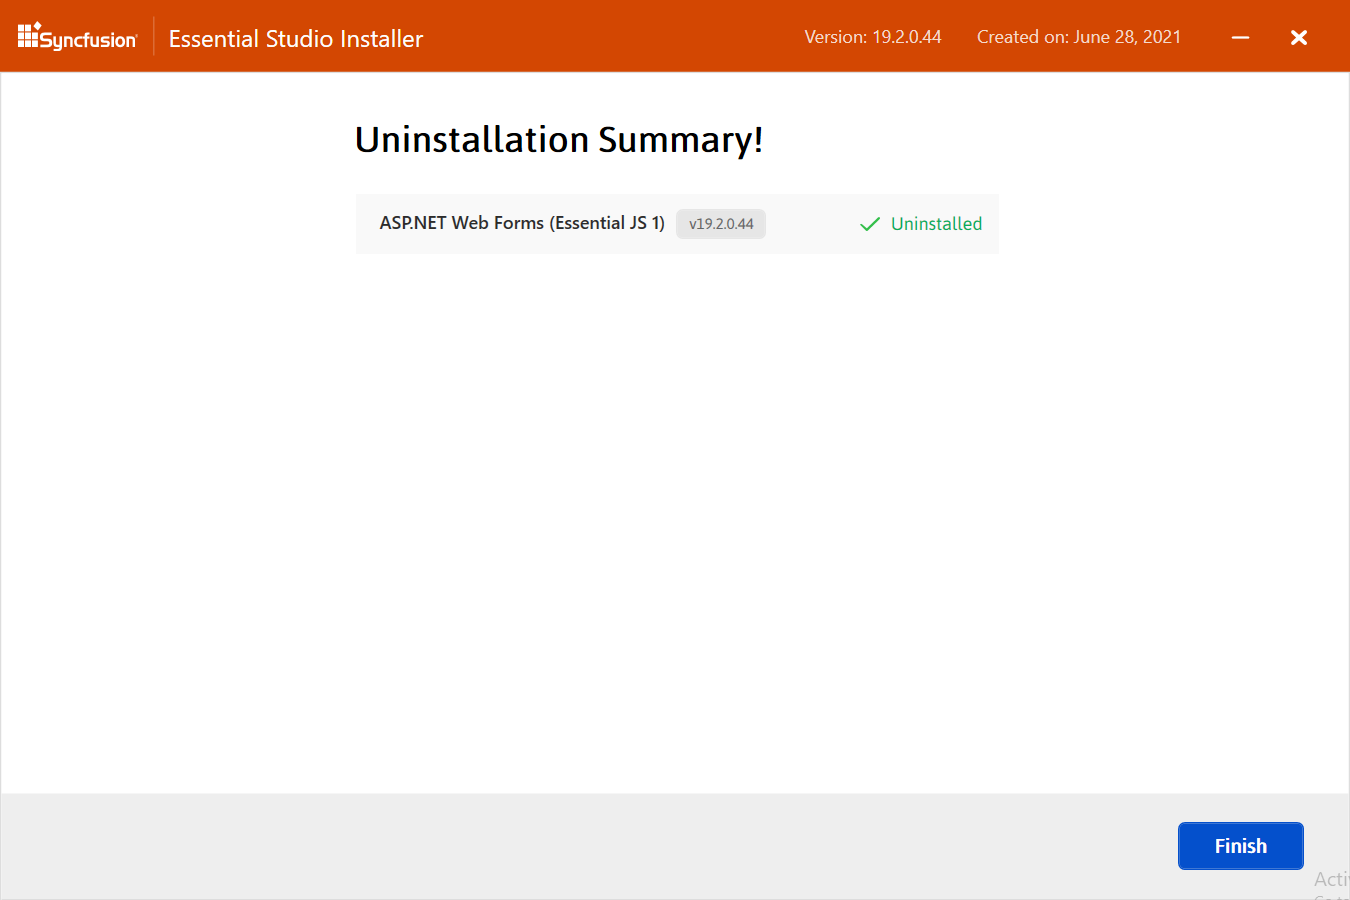 Syncfusion Essential Studio Installer Version: 19.2.0.44 Created on: June 28, 2021
Uninstallation Summary!
ASP.NET Web Forms (Essential JS 1) v19.2.0.44 Uninstalled
Finish
Acti